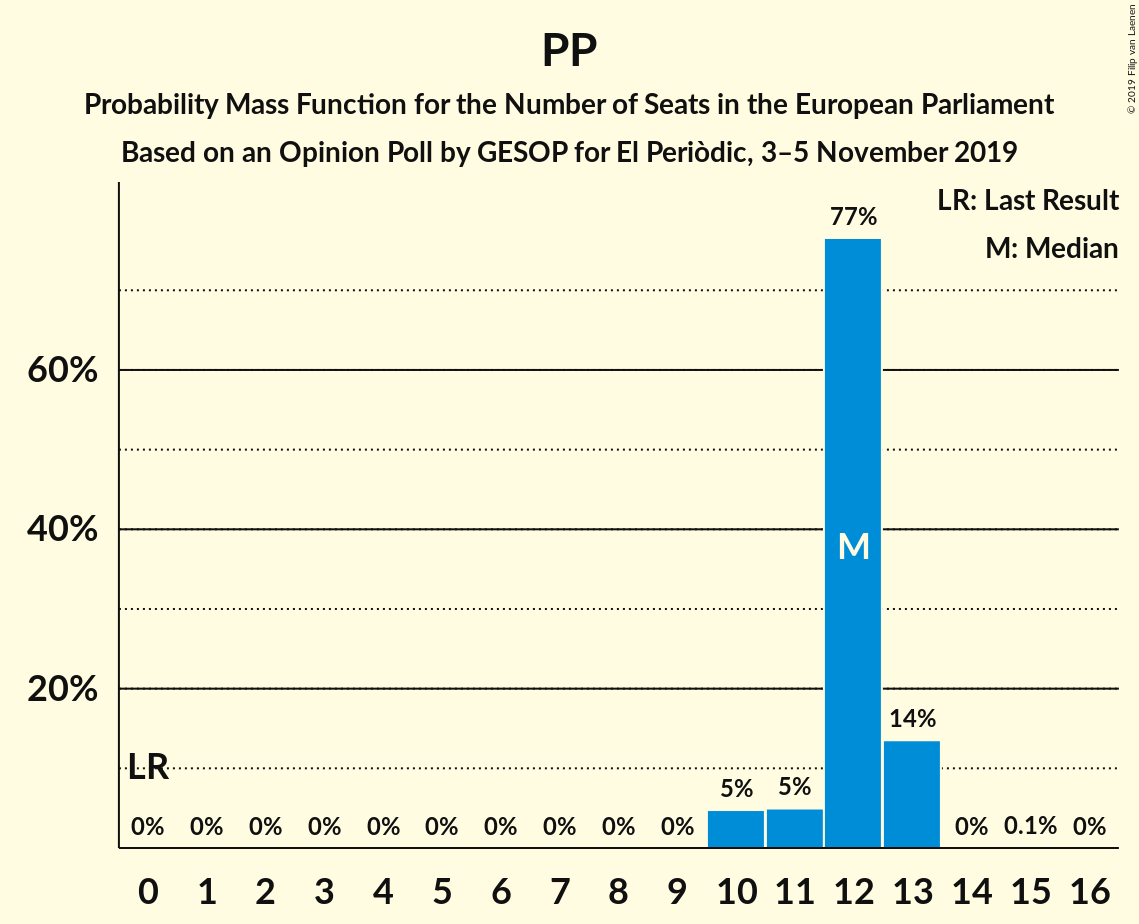 PP
Probability Mass Function for the Number of Seats in the European Parliament
Based on an Opinion Poll by GESOP for El Periòdic, 3–5 November 2019
© 2019 Filip van Laenen
LR: Last Result
M: Median
60%
40%
20%
LR
M
0% 0% 0% 0% 0% 0% 0% 0% 0% 0% 5% 5% 77% 14% 0% 0.1% 0%
0 1 2 3 4 5 6 7 8 9 10 11 12 13 14 15 16